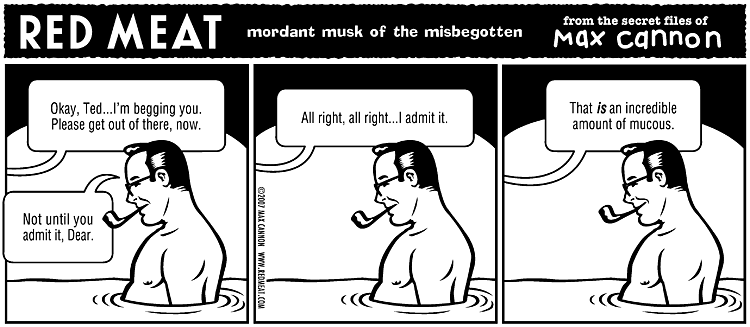 RED MEAT
mordant musk of the misbegotten
from the secret files of
Max Cannon
Okay, Ted...I'm begging you.
Please get out of there, now.
Not until you
admit it, Dear.
All right, all right...I admit it.
©2007 MAX CANNON WWW.REDMEAT.COM
That is an incredible
amount of mucous.